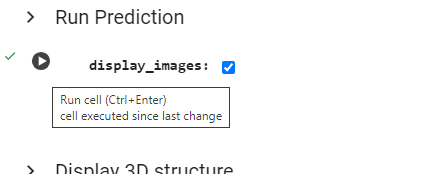 Run Prediction
display_images:
Run cell (Ctrl+Enter)
cell executed since last change
Display 3D structure